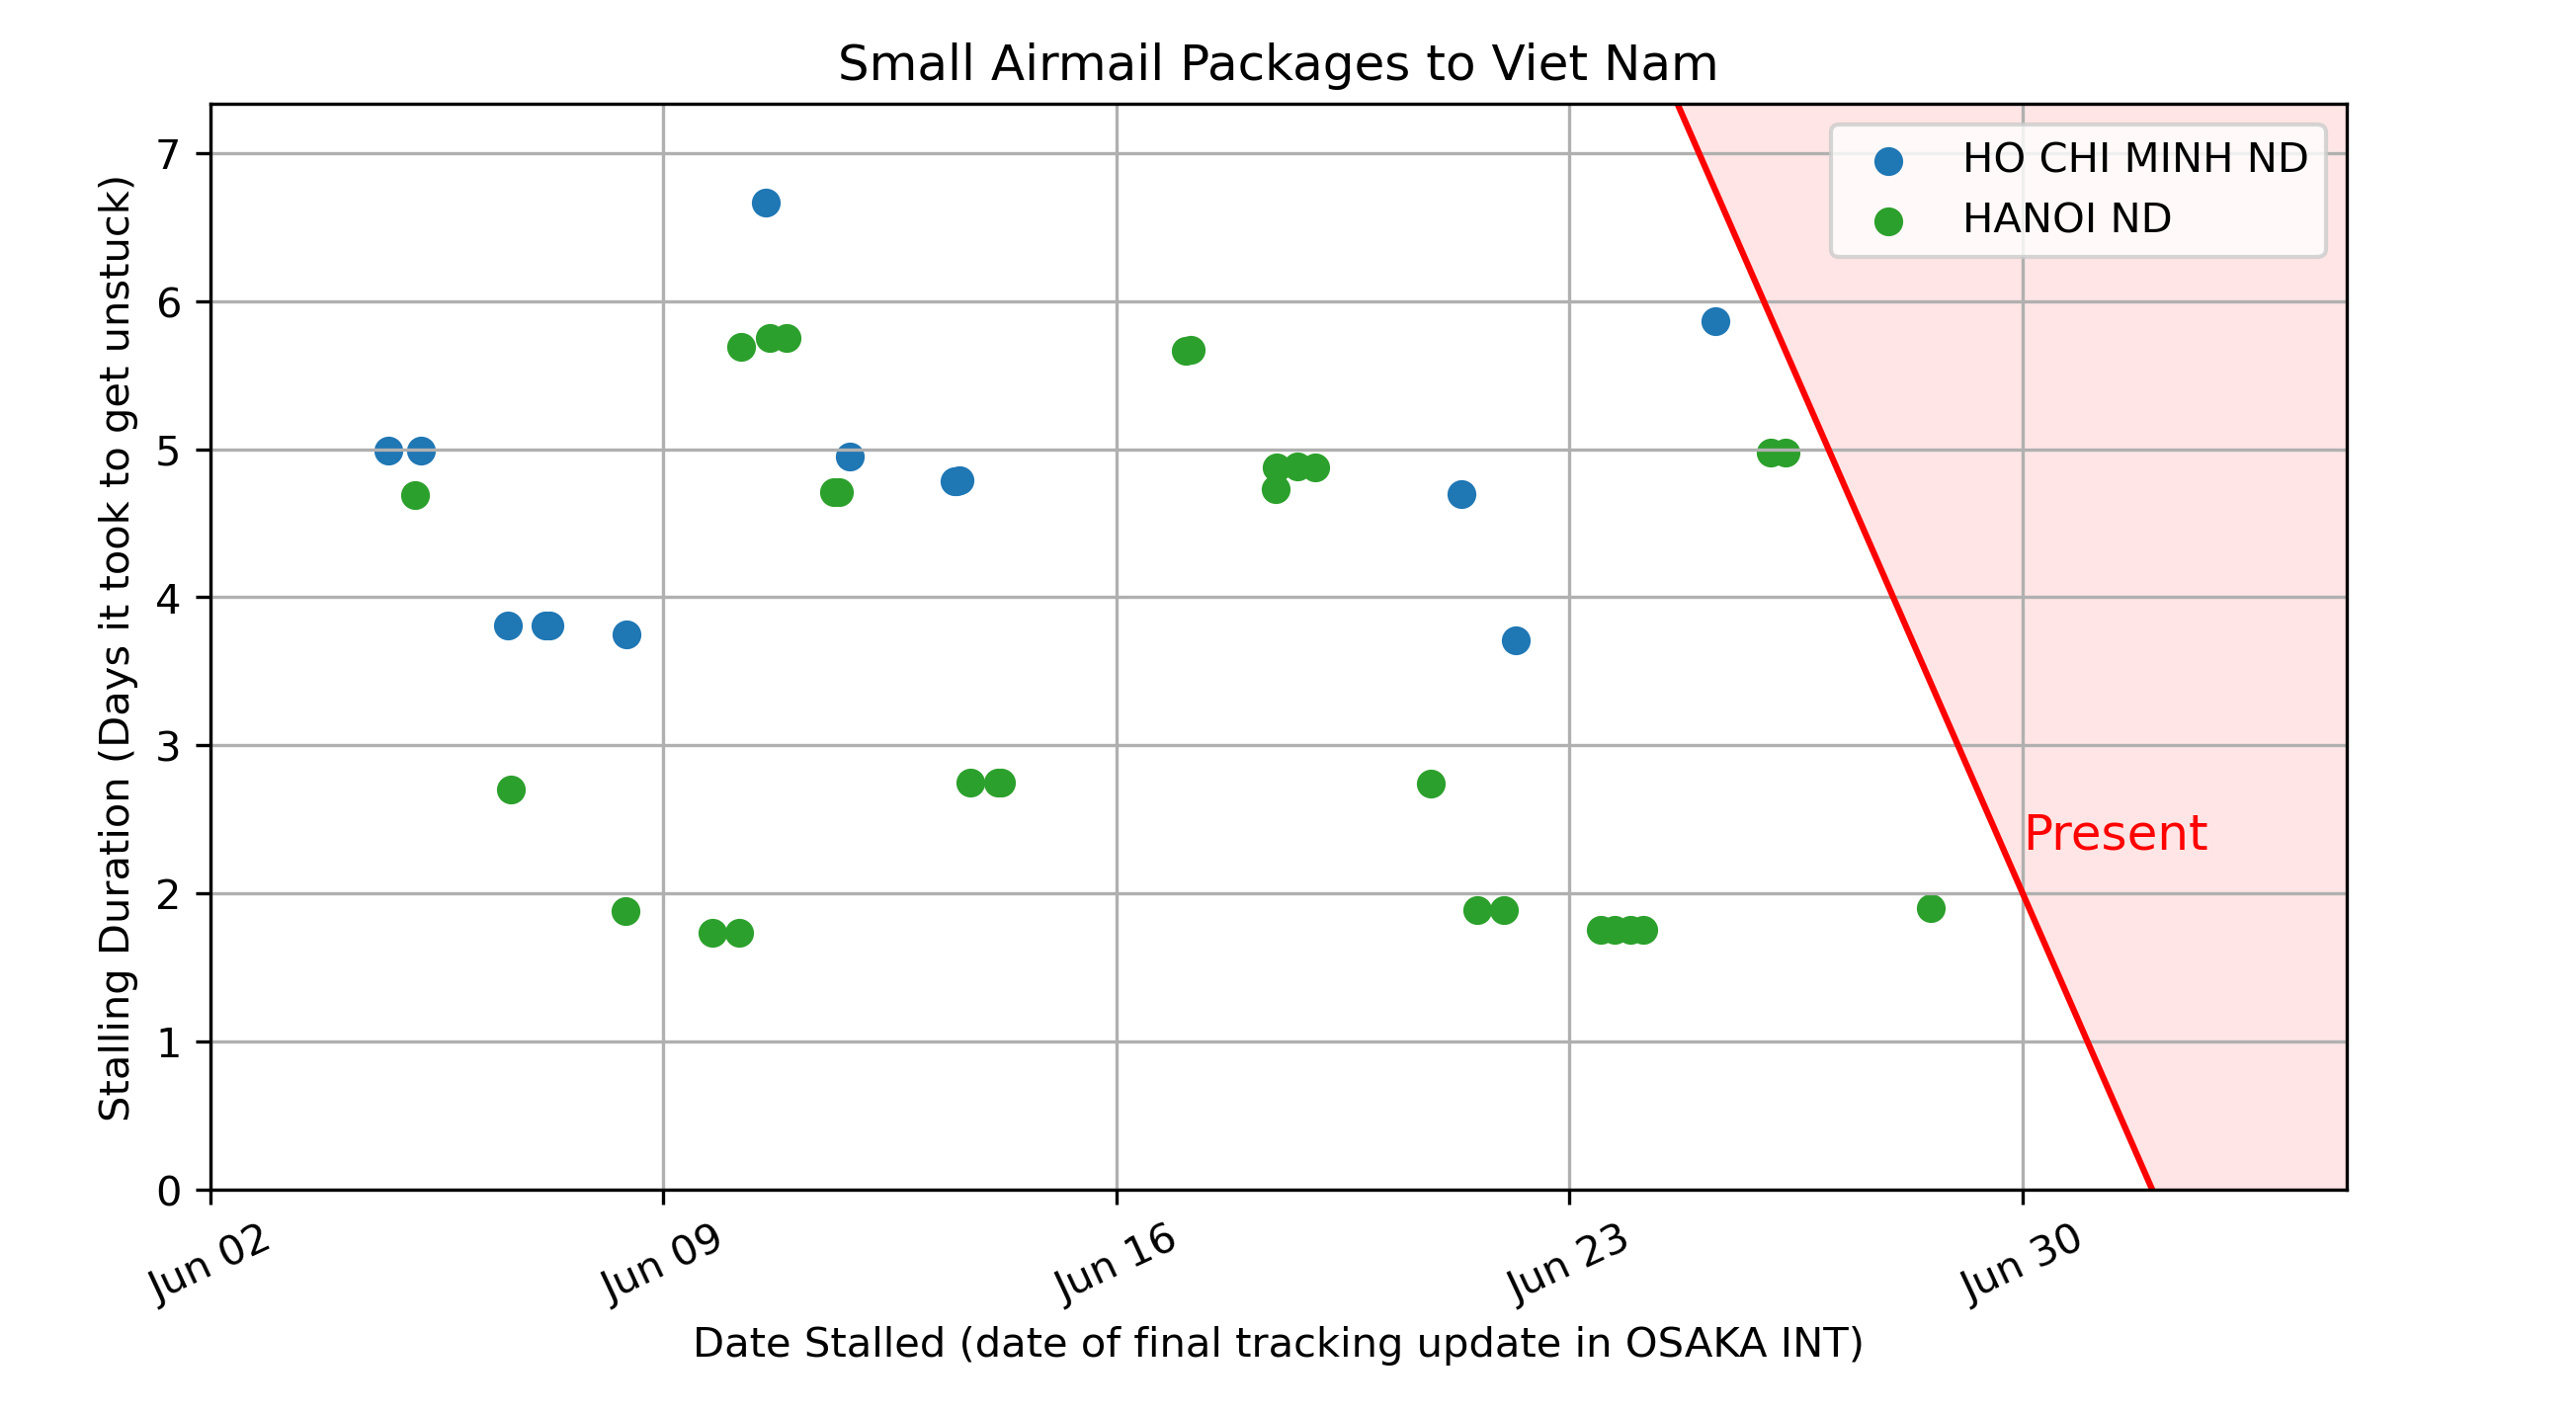 Small Airmail Packages to Viet Nam
Stalling Duration (Days it took to get unstuck)
7
6
5
4
3
2
1
0
HO CHI MINH ND
HANOI ND
Present
Jun 02
Jun 09
Jun 16
Jun 23
Jun 30
Date Stalled (date of final tracking update in OSAKA INT)